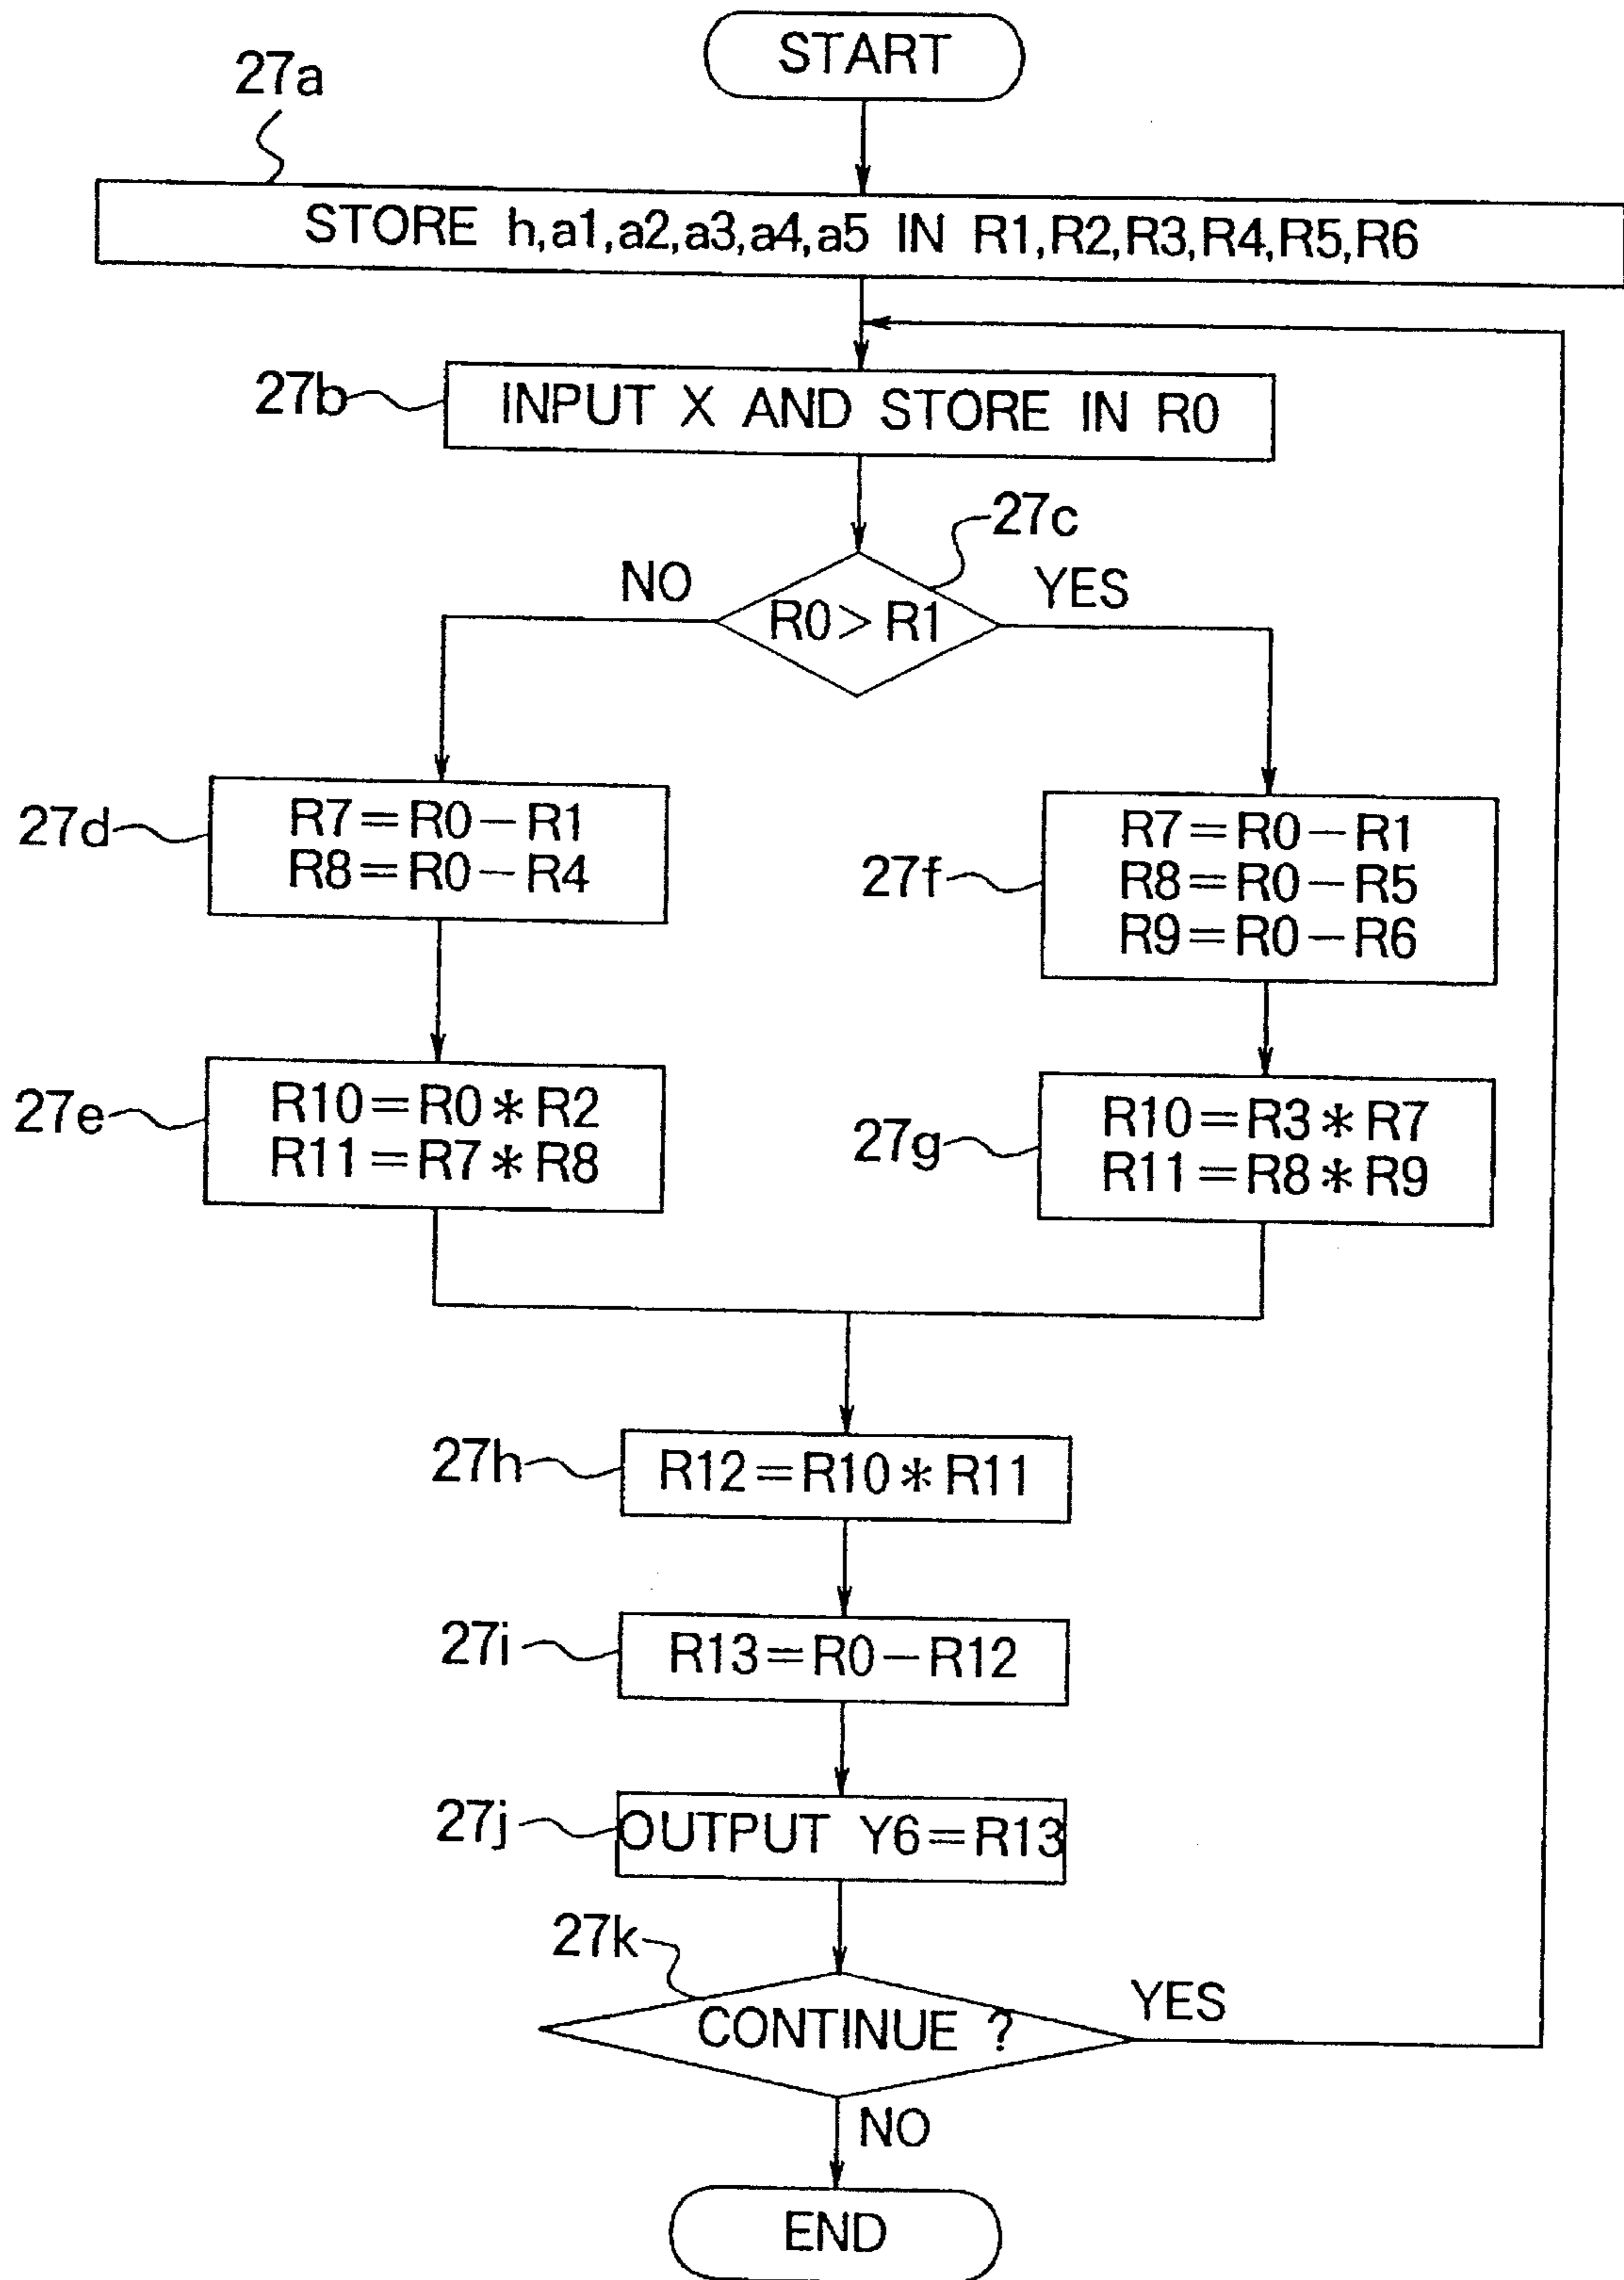 START
27a
STORE h,a1,a2,a3,a4,a5 IN R1,R2,R3,R4,R5,R6
27b
INPUT X AND STORE IN R0
27c
NO
YES
R0>R1
27d
R7=R0-R1
R8=R0-R4
27f
R7=R0-R1
R8=R0-R5
R9=R0-R6
27e
R10=R0*R2
R11=R7*R8
27g
R10=R3*R7
R11=R8*R9
27h
R12=R10*R11
27i
R13=R0-R12
27j
OUTPUT Y6=R13
27k
CONTINUE ?
YES
NO
END